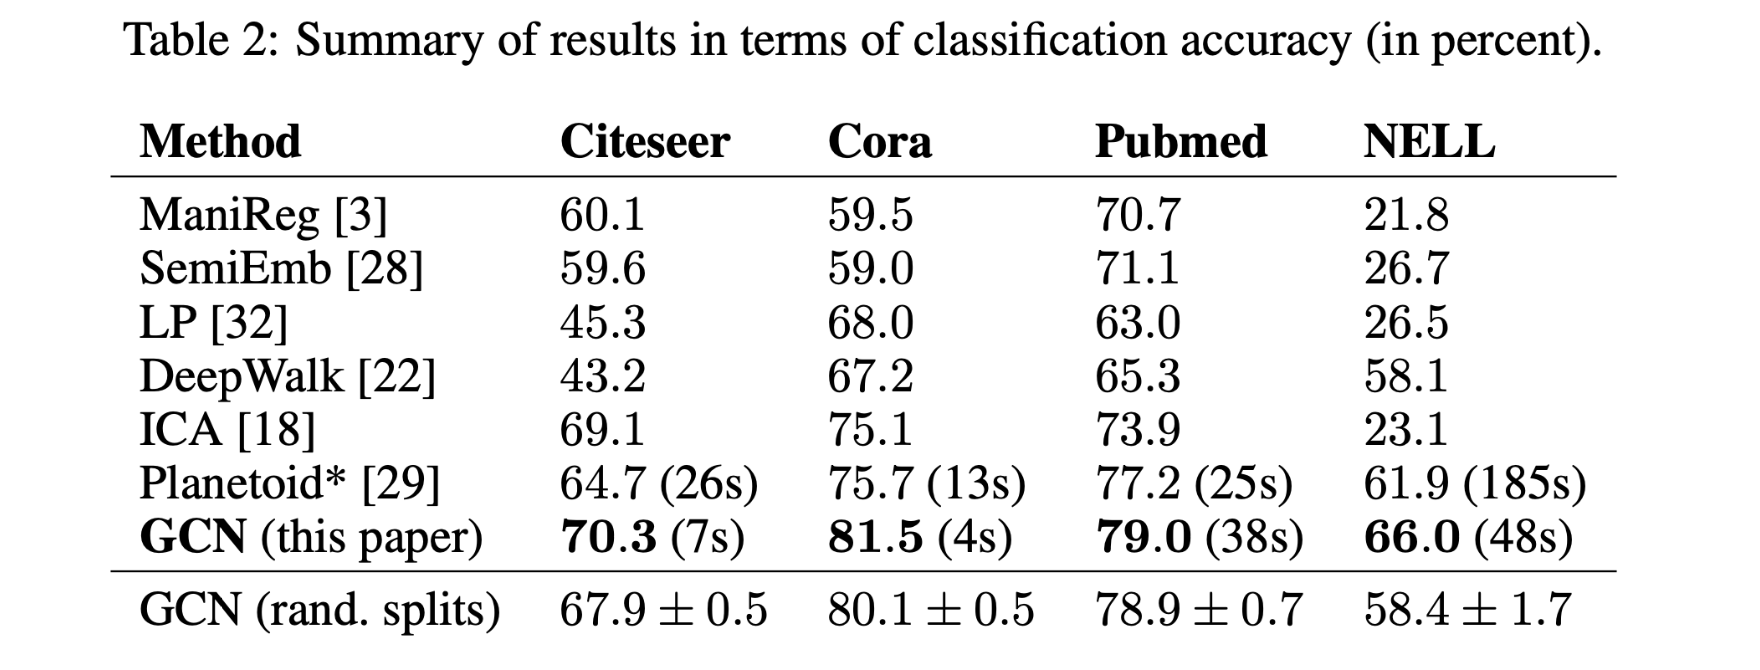 Table 2: Summary of results in terms of classification accuracy (in percent).
Method Citeseer Cora Pubmed NELL
ManiReg [3] 60.1 59.5 70.7 21.8
SemiEmb [28] 59.6 59.0 71.1 26.7
LP [32] 45.3 68.0 63.0 26.5
DeepWalk [22] 43.2 67.2 65.3 58.1
ICA [18] 69.1 75.1 73.9 23.1
Planetoid* [29] 64.7 (26s) 75.7 (13s) 77.2 (25s) 61.9 (185s)
GCN (this paper) 70.3 (7s) 81.5 (4s) 79.0 (38s) 66.0 (48s)
GCN (rand. splits) 67.9 ± 0.5 80.1 ± 0.5 78.9 ± 0.7 58.4 ± 1.7